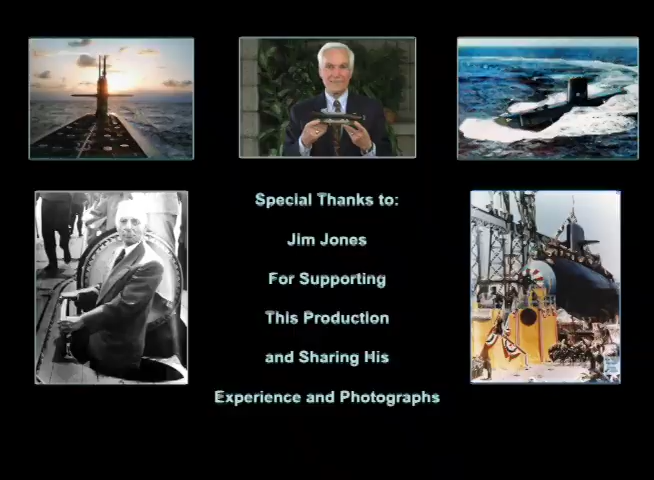 Special Thanks to:
Jim Jones
For Supporting
This Production
and Sharing His
Experience and Photographs